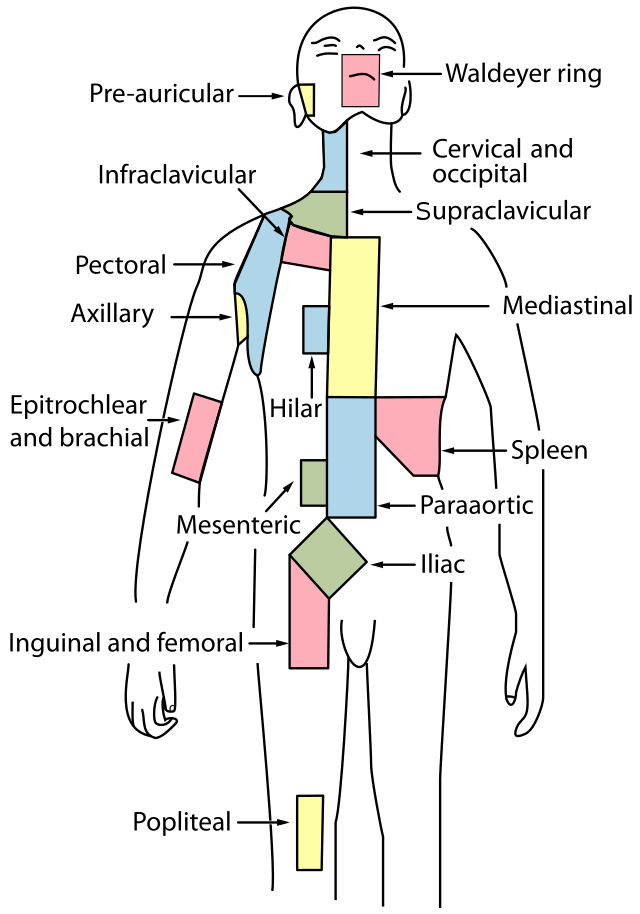 Waldeyer ring
Pre-auricular
Cervical and
occipital
Infraclavicular
Supraclavicular
Pectoral
Axillary
Mediastinal
Hilar
Epitrochlear
and brachial
Spleen
Paraaortic
Mesenteric
Iliac
Inguinal and femoral
Popliteal